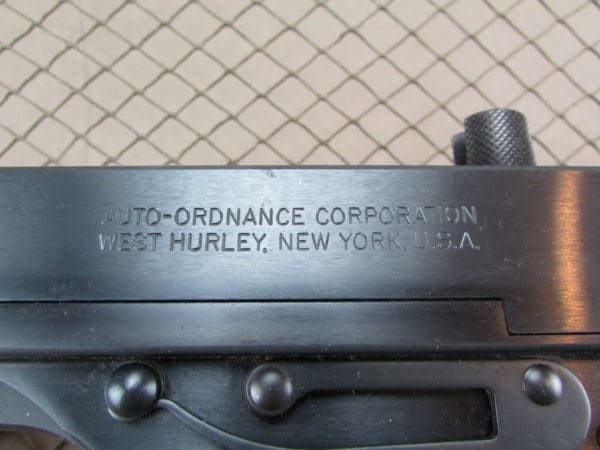 AUTO-ORDNANCE CORPORATION
WEST HURLEY, NEW YORK, U.S.A.